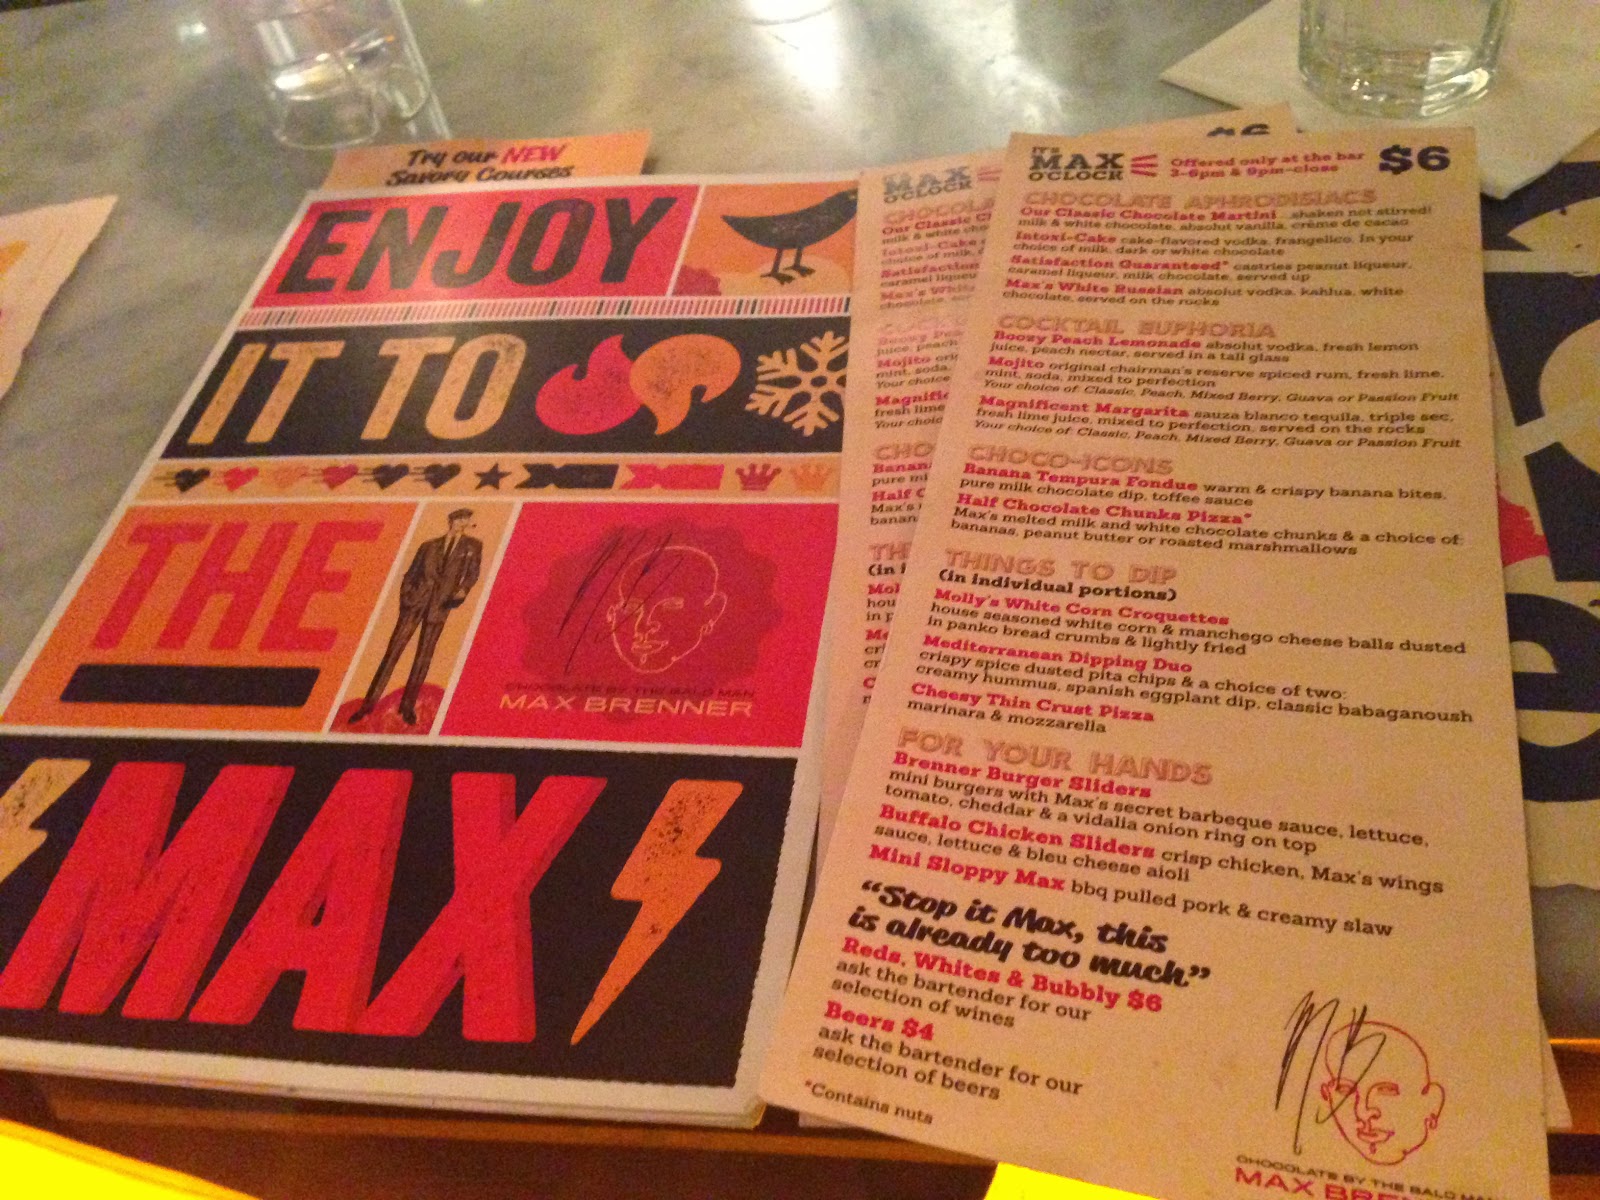 Try our NEW
Savory Courses
ENJOY
IT TO
THE
CHOCOLATE BY THE BALD MAN
MAX BRENNER
MAX
IT'S
MAX
O'CLOCK
Offered only at the bar
3-6pm & 9pm-close
$6
CHOCOLATE APHRODISIACS
Our Classic Chocolate Martini shaken not stirred!
milk & white chocolate, absolut vanilla, crème de cacao
Intoxi-Cake cake-flavored vodka, frangelico, in your
choice of milk, dark or white chocolate
Satisfaction Guaranteed* castries peanut liqueur,
caramel liqueur, milk chocolate, served up
Max's White Russian absolut vodka, kahlua, white
chocolate, served on the rocks
COCKTAIL EUPHORIA
Boozy Peach Lemonade absolut vodka, fresh lemon
juice, peach nectar, served in a tall glass
Mojito original chairman's reserve spiced rum, fresh lime,
mint, soda, mixed to perfection
Your choice of: Classic, Peach, Mixed Berry, Guava or Passion Fruit
Magnificent Margarita sauza blanco tequila, triple sec,
fresh lime juice, mixed to perfection, served on the rocks
Your choice of: Classic, Peach, Mixed Berry, Guava or Passion Fruit
CHOCO-ICONS
Banana Tempura Fondue warm & crispy banana bites,
pure milk chocolate dip, toffee sauce
Half Chocolate Chunks Pizza*
Max's melted milk and white chocolate chunks & a choice of:
bananas, peanut butter or roasted marshmallows
THINGS TO DIP
(in individual portions)
Molly's White Corn Croquettes
house seasoned white corn & manchego cheese balls dusted
in panko bread crumbs & lightly fried
Mediterranean Dipping Duo
crispy spice dusted pita chips & a choice of two:
creamy hummus, spanish eggplant dip, classic babaganoush
Cheesy Thin Crust Pizza
marinara & mozzarella
FOR YOUR HANDS
Brenner Burger Sliders
mini burgers with Max's secret barbeque sauce, lettuce,
tomato, cheddar & a vidalia onion ring on top
Buffalo Chicken Sliders crisp chicken, Max's wings
sauce, lettuce & bleu cheese aioli
Mini Sloppy Max bbq pulled pork & creamy slaw
"Stop it Max, this
is already too much"
Reds, Whites & Bubbly $6
ask the bartender for our
selection of wines
Beers $4
ask the bartender for our
selection of beers
*Contains nuts
CHOCOLATE BY THE BALD MAN
MAX BRENNER